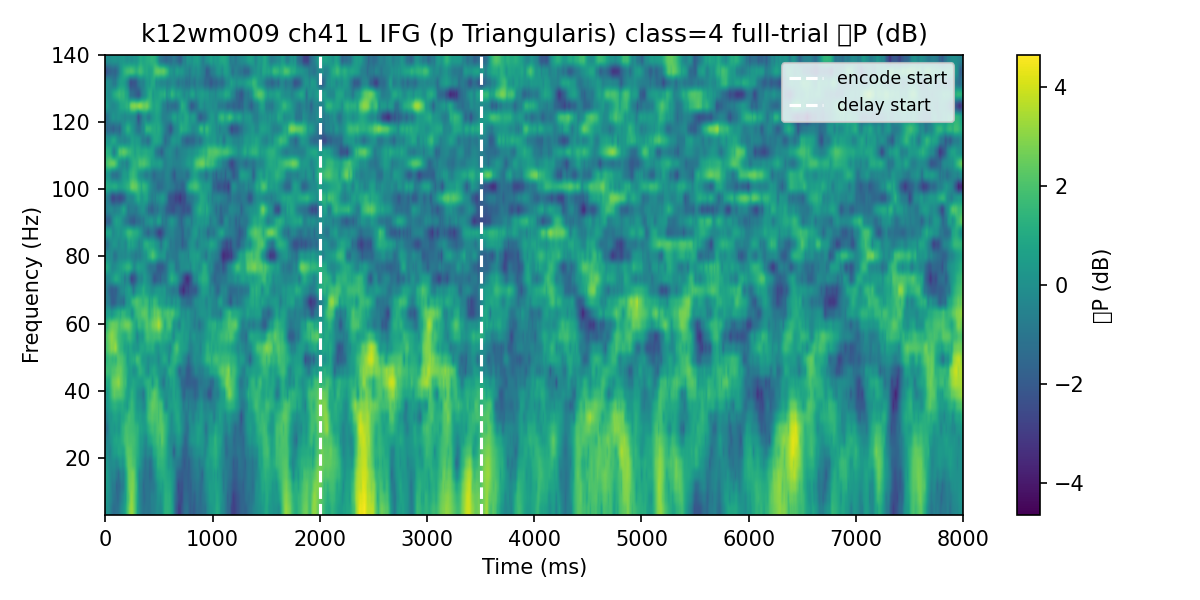 k12wm009 ch41 L IFG (p Triangularis) class=4 full-trial ▯P (dB)
encode start
delay start
140
120
100
80
60
40
20
Frequency (Hz)
0 1000 2000 3000 4000 5000 6000 7000 8000
Time (ms)
4
2
0
−2
−4
▯P (dB)